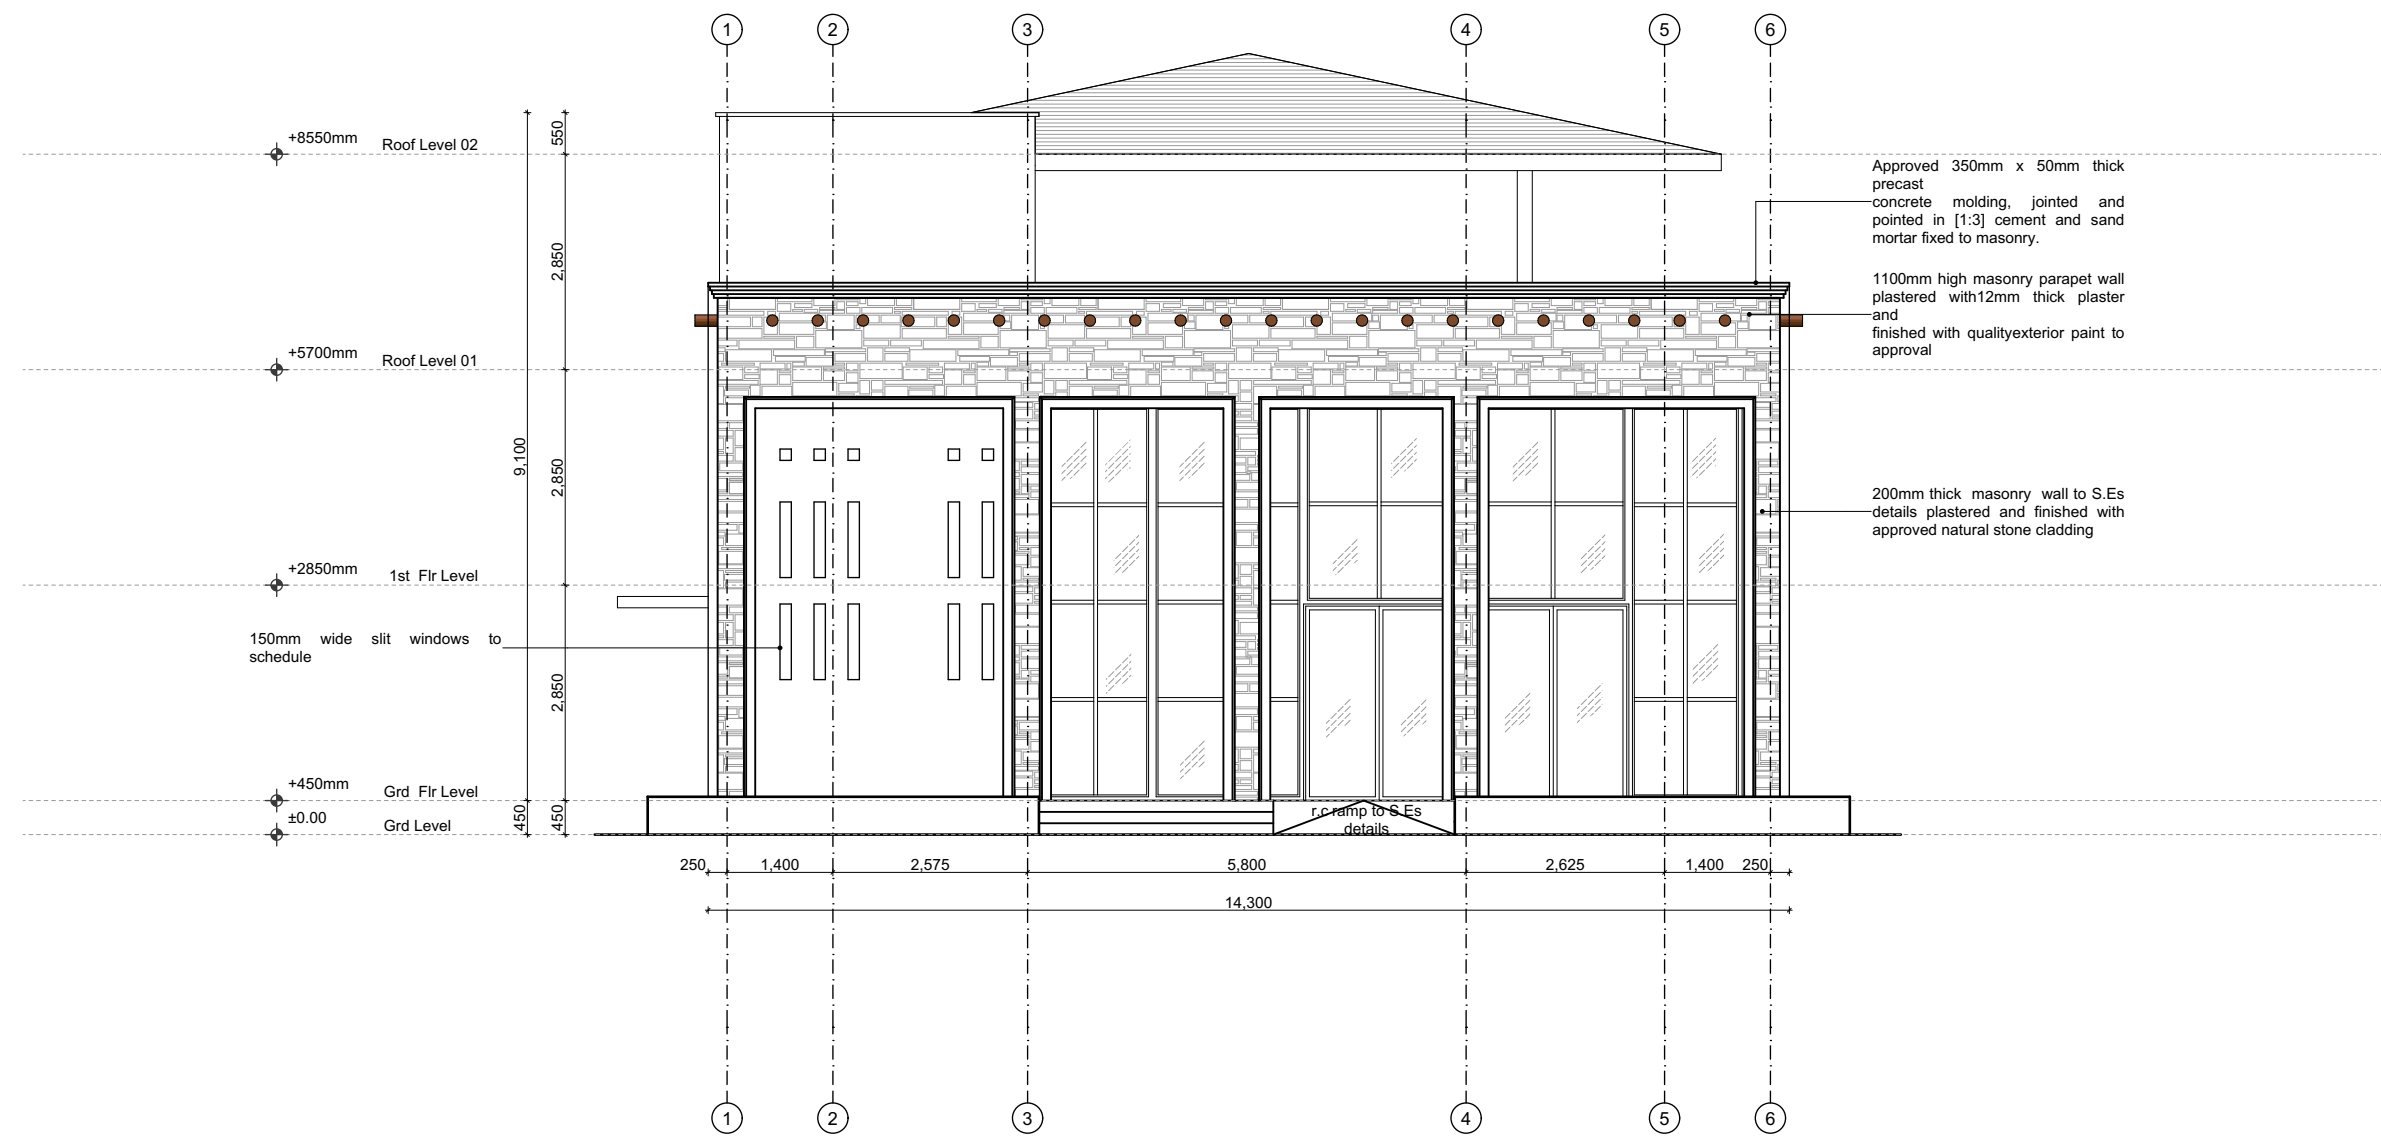 1 2 3 4 5 6
+8550mm Roof Level 02
550
Approved 350mm x 50mm thick
precast
concrete molding, jointed and
pointed in [1:3] cement and sand
mortar fixed to masonry.
2,850
1100mm high masonry parapet wall
plastered with12mm thick plaster
and
finished with qualityexterior paint to
approval
+5700mm Roof Level 01
9,100
2,850
200mm thick masonry wall to S.Es
details plastered and finished with
approved natural stone cladding
+2850mm 1st Flr Level
150mm wide slit windows to
schedule
2,850
+450mm Grd Flr Level
±0.00 Grd Level
450 450
r.c ramp to S.Es
details
250 1,400 2,575 5,800 2,625 1,400 250
14,300
1 2 3 4 5 6